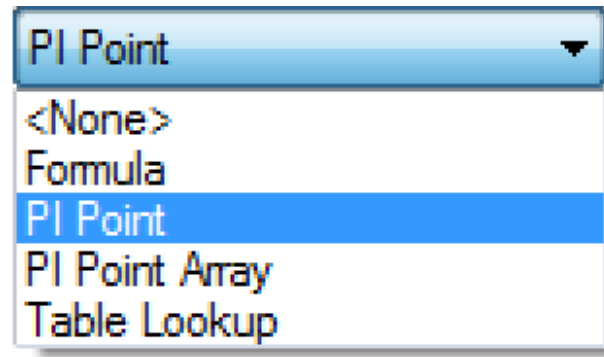 PI Point
<None>
Formula
PI Point
PI Point Array
Table Lookup